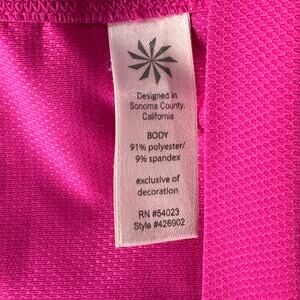 Designed in
Sonoma County,
California
BODY
91% polyester/
9% spandex
exclusive of
decoration
RN #54023
Style #426902